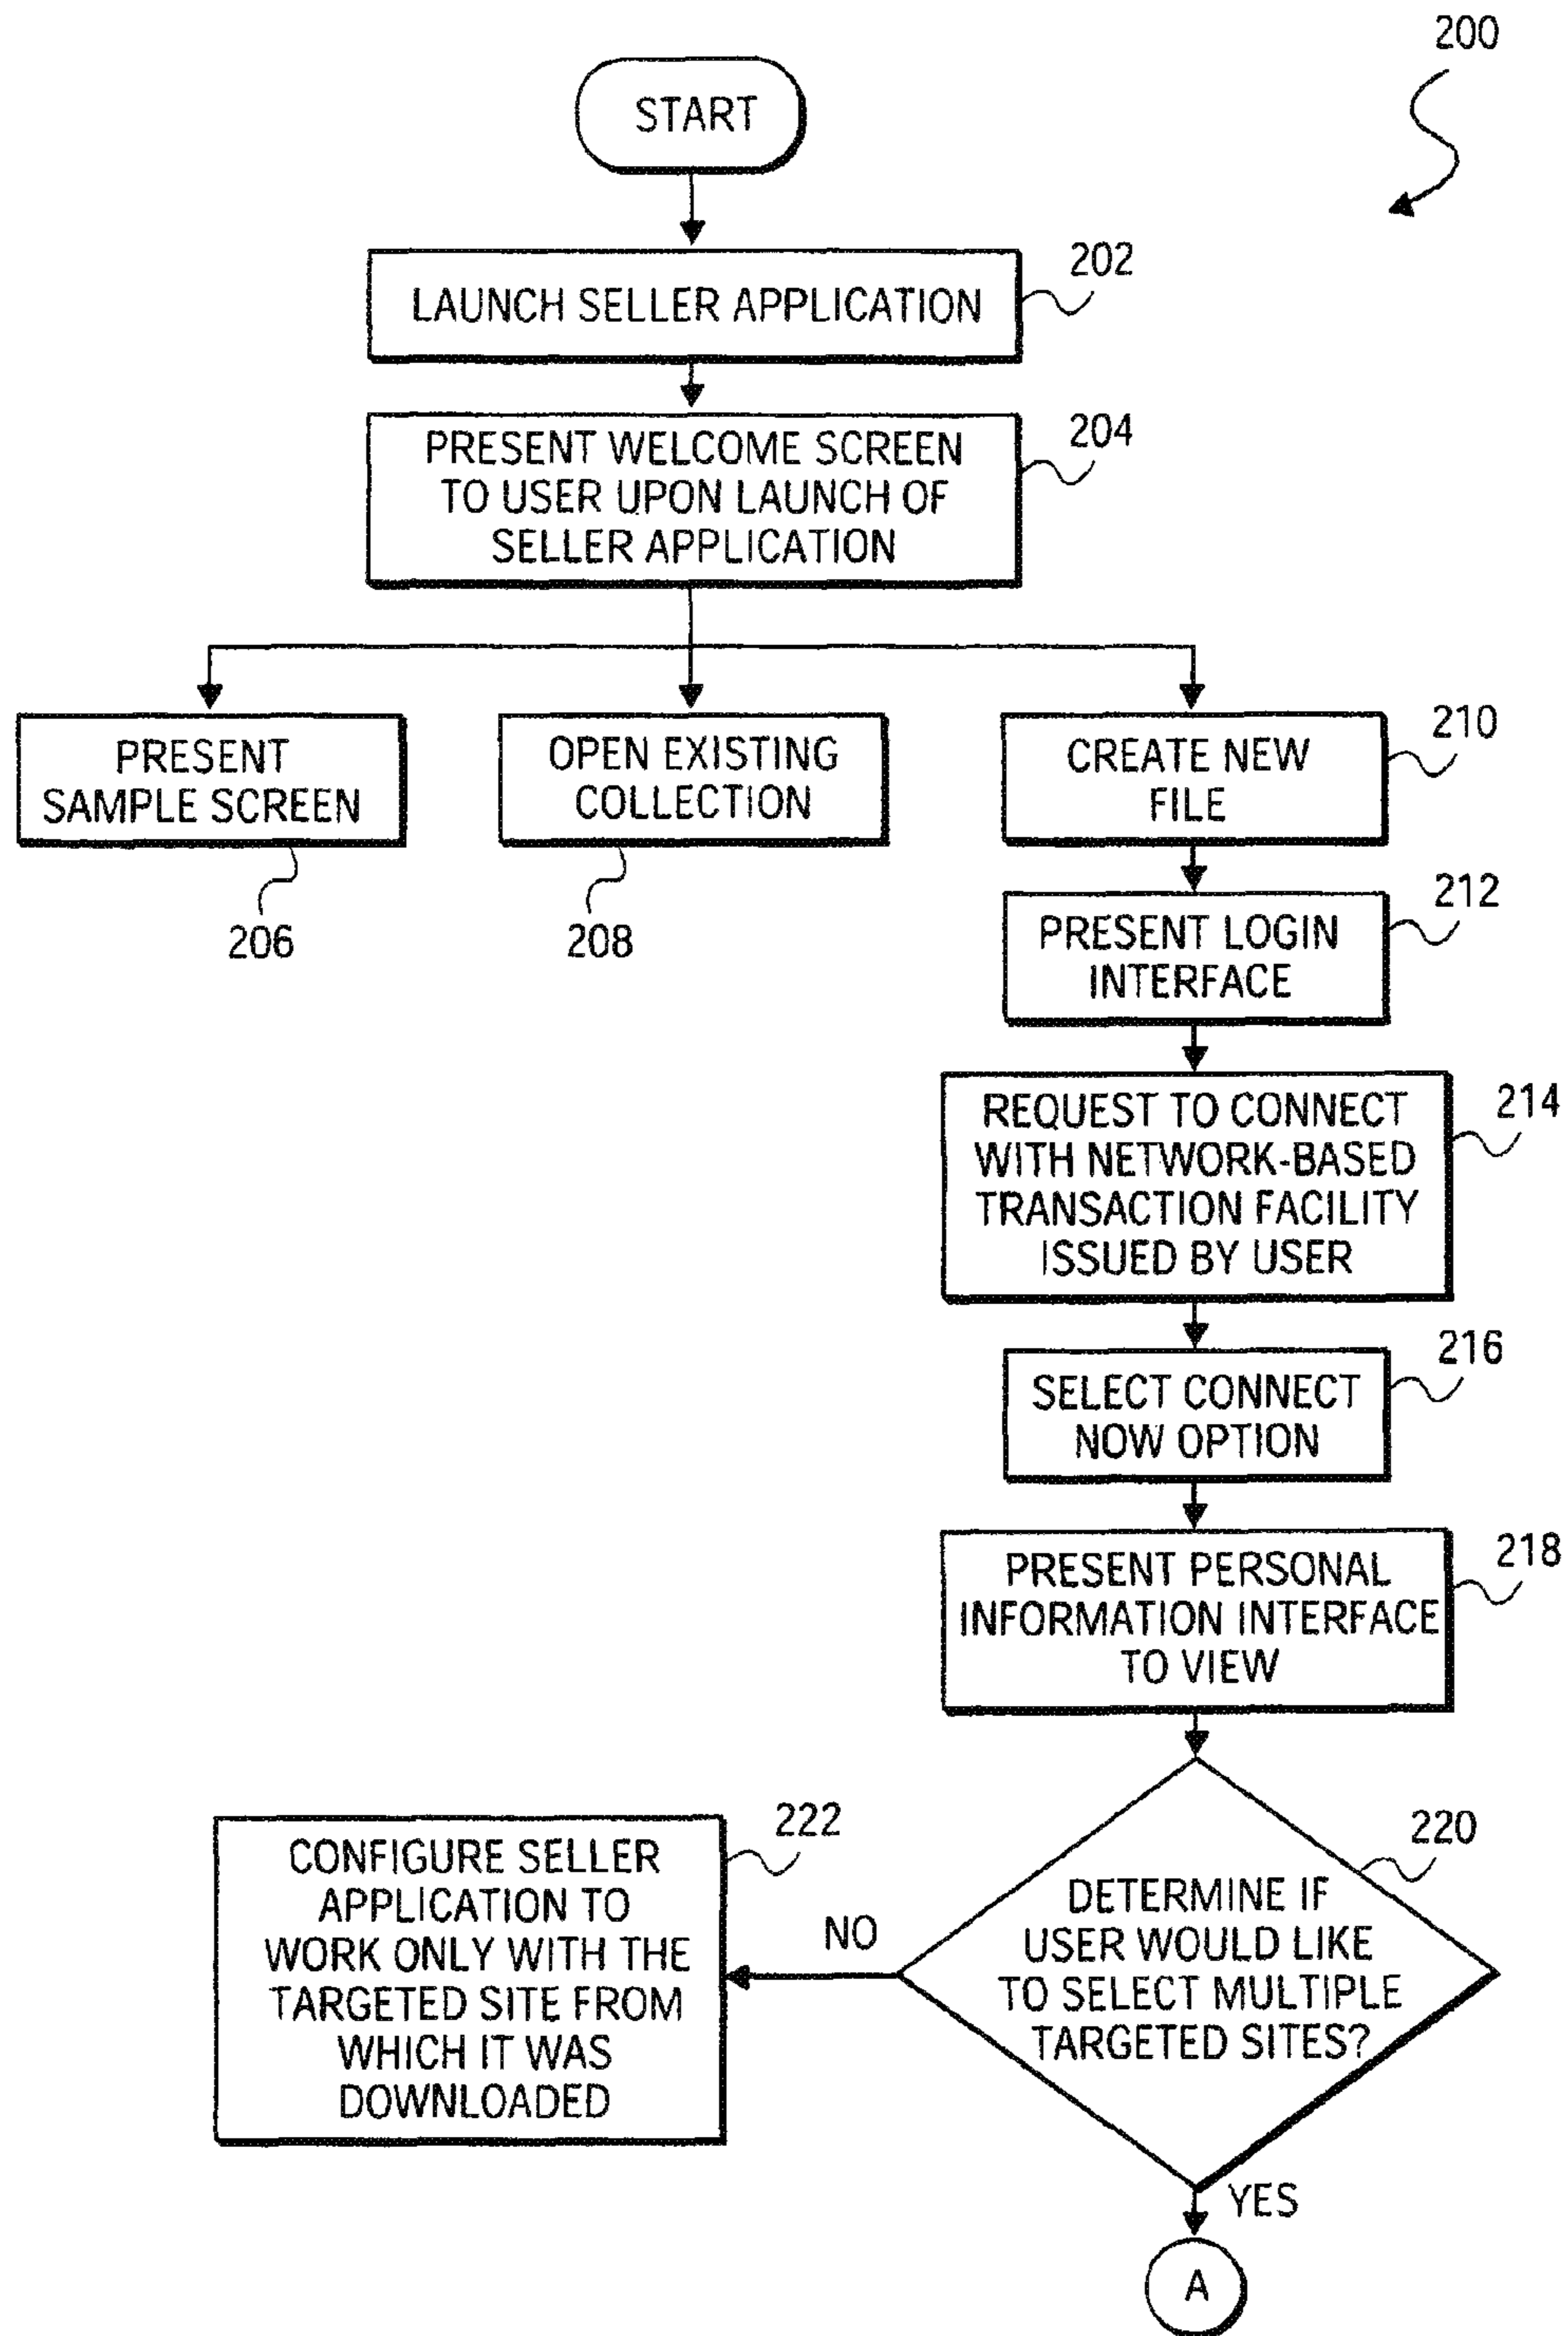 200
START
202
LAUNCH SELLER APPLICATION
204
PRESENT WELCOME SCREEN
TO USER UPON LAUNCH OF
SELLER APPLICATION
PRESENT
SAMPLE SCREEN
206
OPEN EXISTING
COLLECTION
208
210
CREATE NEW
FILE
212
PRESENT LOGIN
INTERFACE
214
REQUEST TO CONNECT
WITH NETWORK-BASED
TRANSACTION FACILITY
ISSUED BY USER
216
SELECT CONNECT
NOW OPTION
218
PRESENT PERSONAL
INFORMATION INTERFACE
TO VIEW
220
DETERMINE IF
USER WOULD LIKE
TO SELECT MULTIPLE
TARGETED SITES?
NO
222
CONFIGURE SELLER
APPLICATION TO
WORK ONLY WITH THE
TARGETED SITE FROM
WHICH IT WAS
DOWNLOADED
YES
A